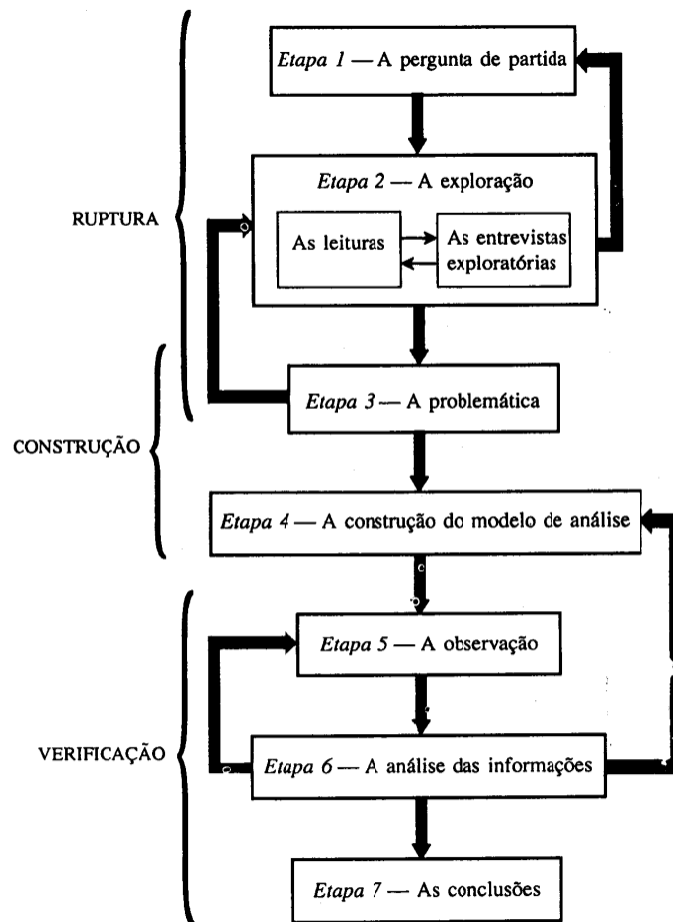 Etapa 1 — A pergunta de partida
Etapa 2 — A exploração
RUPTURA
As leituras
As entrevistas
exploratórias
Etapa 3 — A problemática
CONSTRUÇÃO
Etapa 4 — A construção do modelo de análise
Etapa 5 — A observação
VERIFICAÇÃO
Etapa 6 — A análise das informações
Etapa 7 — As conclusões